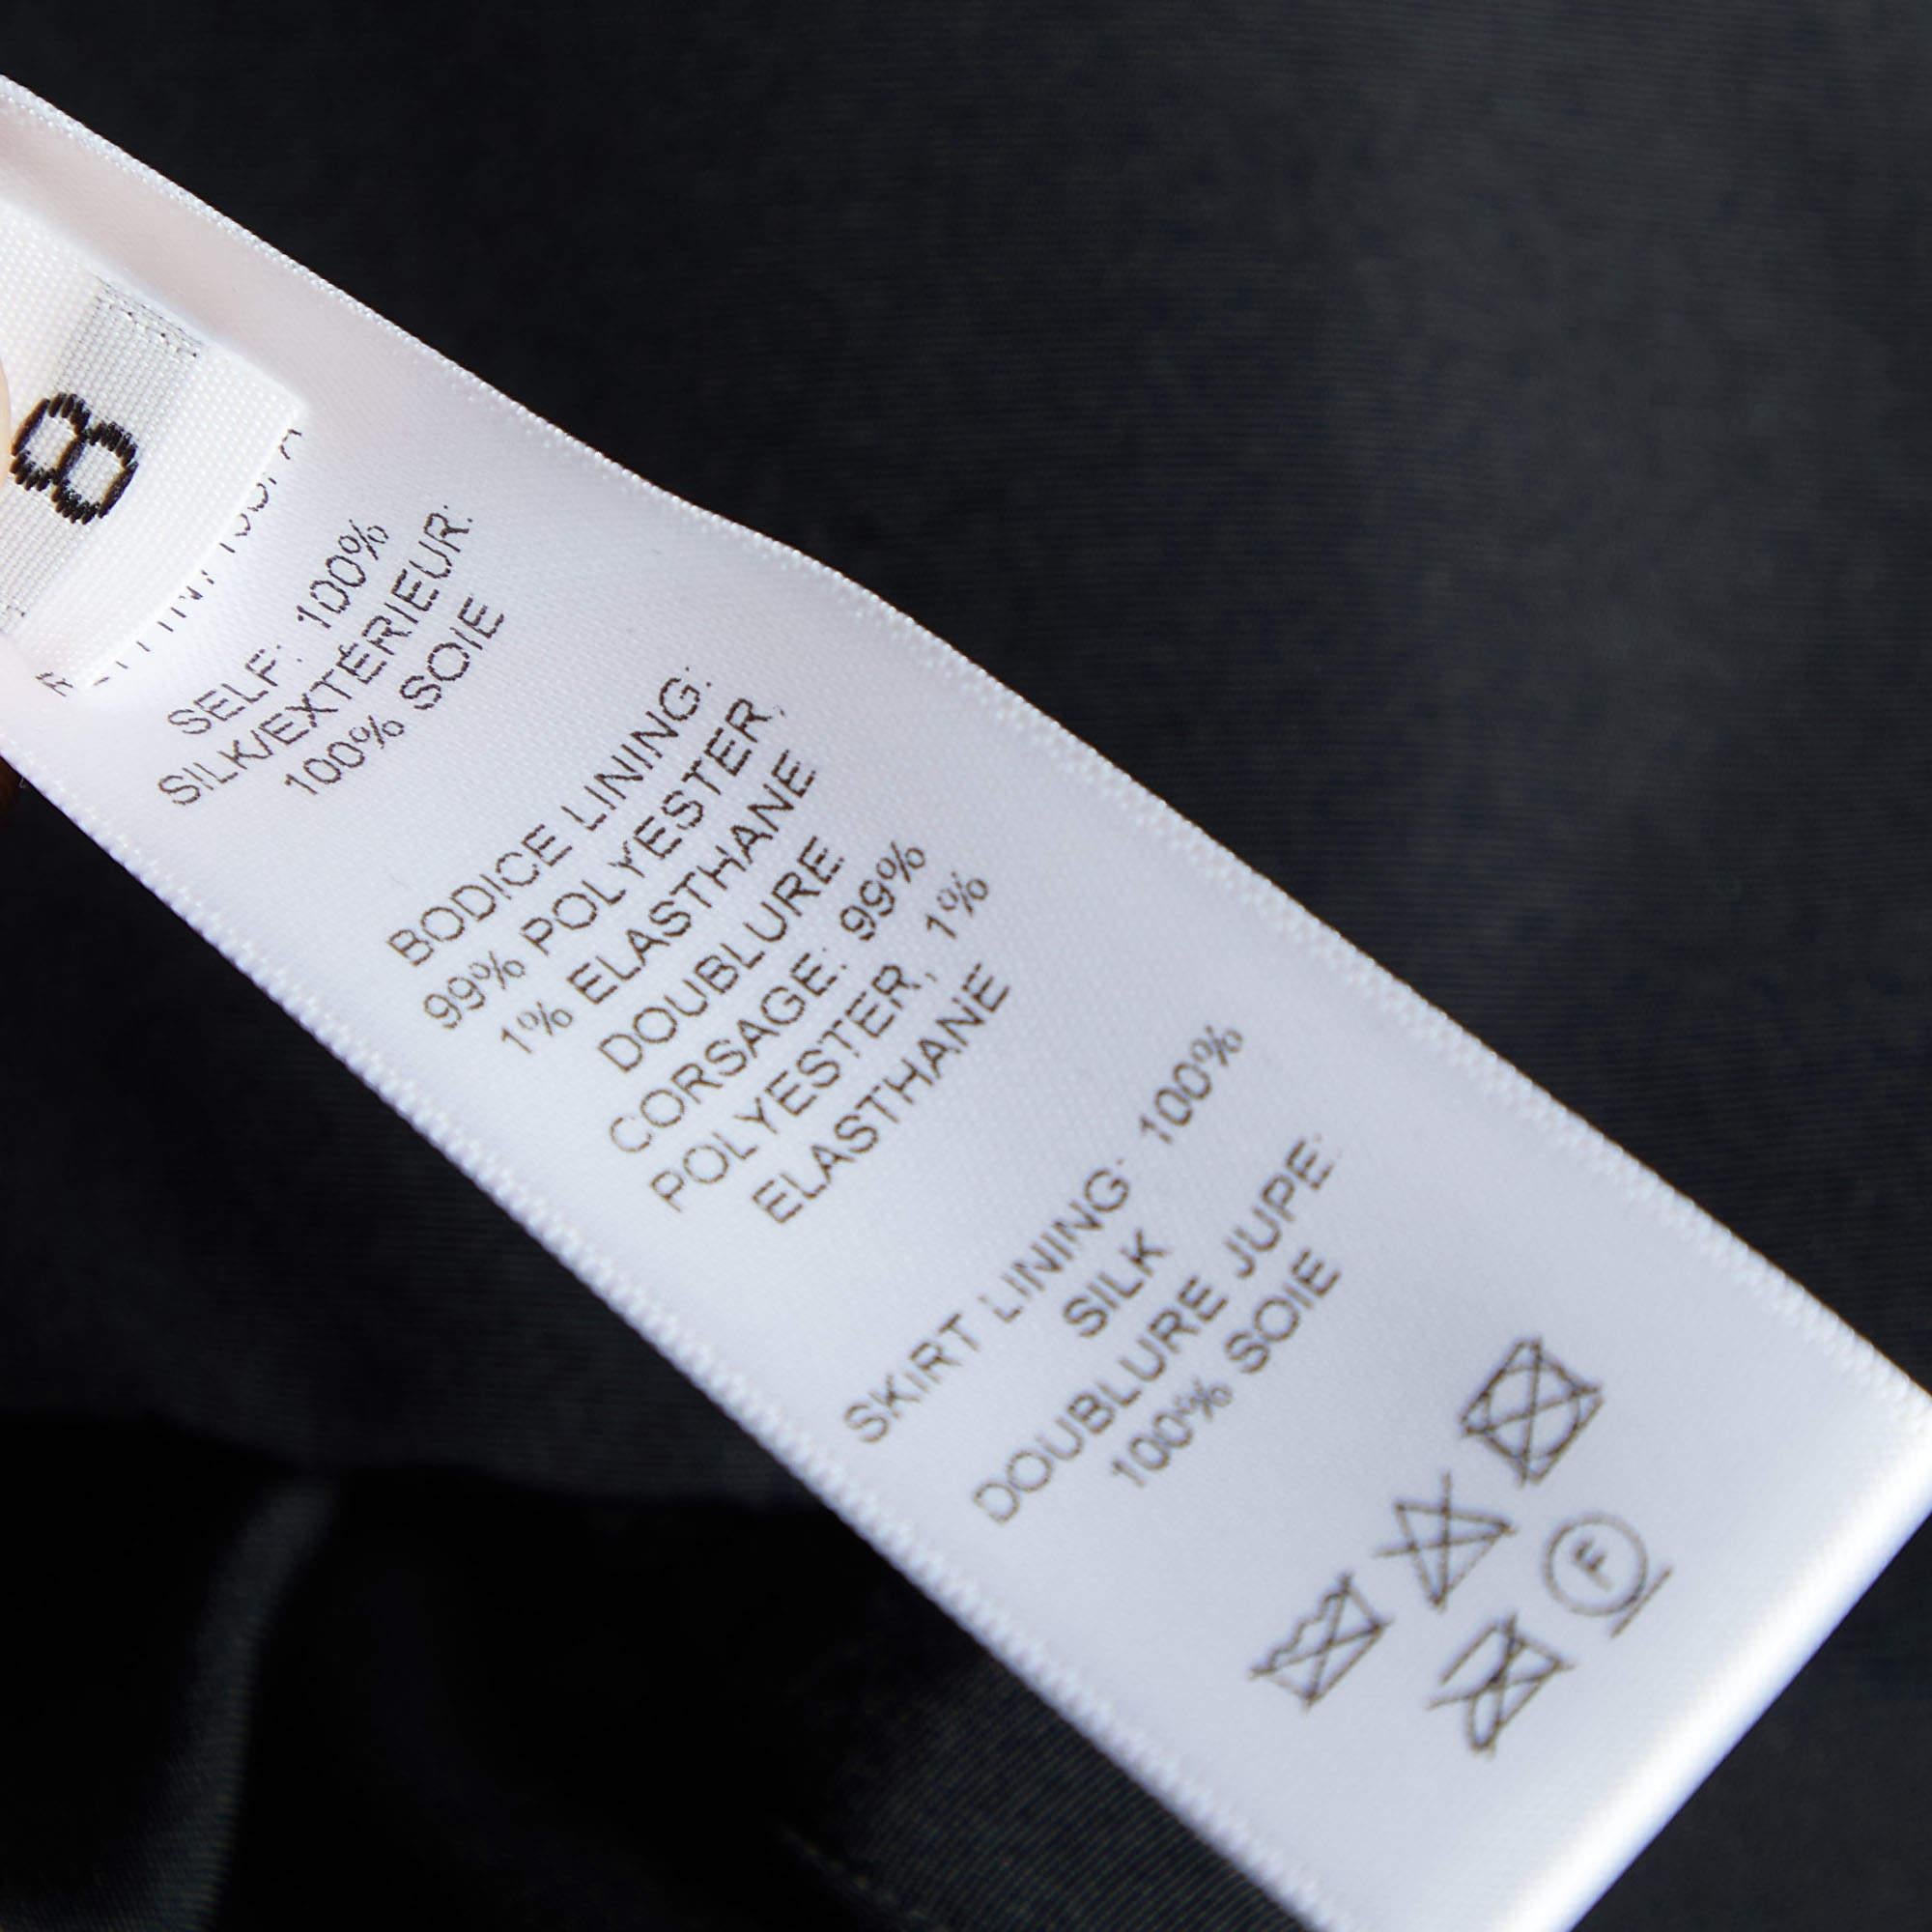 8
SELF: 100%
SILK/EXTÉRIEUR:
100% SOIE
BODICE LINING:
99% POLYESTER,
1% ELASTHANE
DOUBLURE
CORSAGE: 99%
POLYESTER, 1%
ELASTHANE
SKIRT LINING: 100%
SILK
DOUBLURE JUPE:
100% SOIE
F